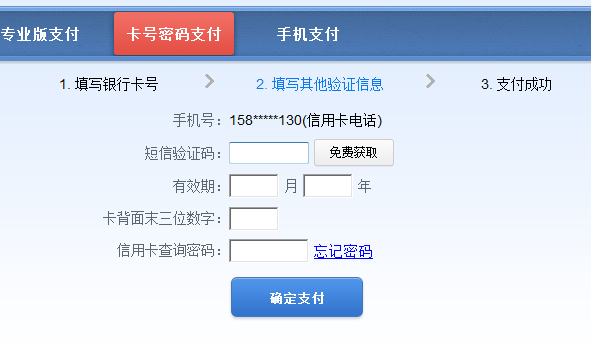 专业版支付 卡号密码支付 手机支付
1. 填写银行卡号 2. 填写其他验证信息 3. 支付成功
手机号：158*****130(信用卡电话)
短信验证码： 免费获取
有效期： 月 年
卡背面末三位数字：
信用卡查询密码： 忘记密码
确定支付